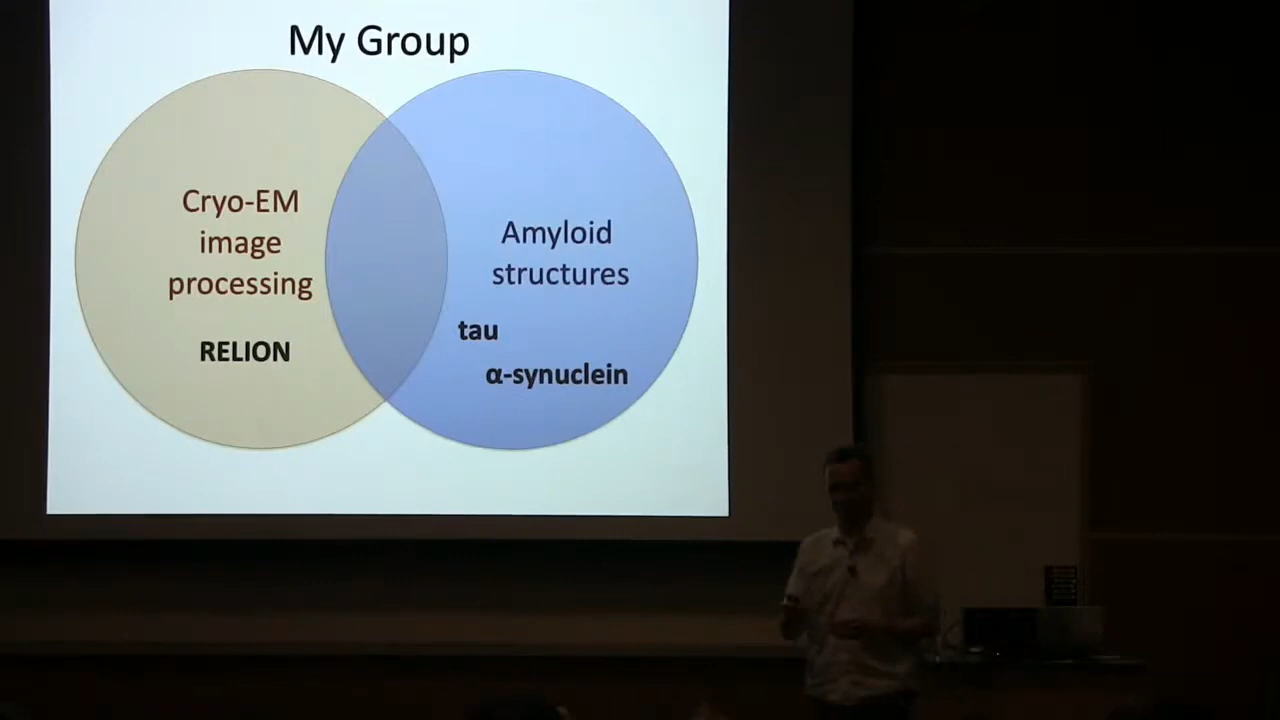 My Group
Cryo-EM
image
processing
RELION
Amyloid
structures
tau
α-synuclein